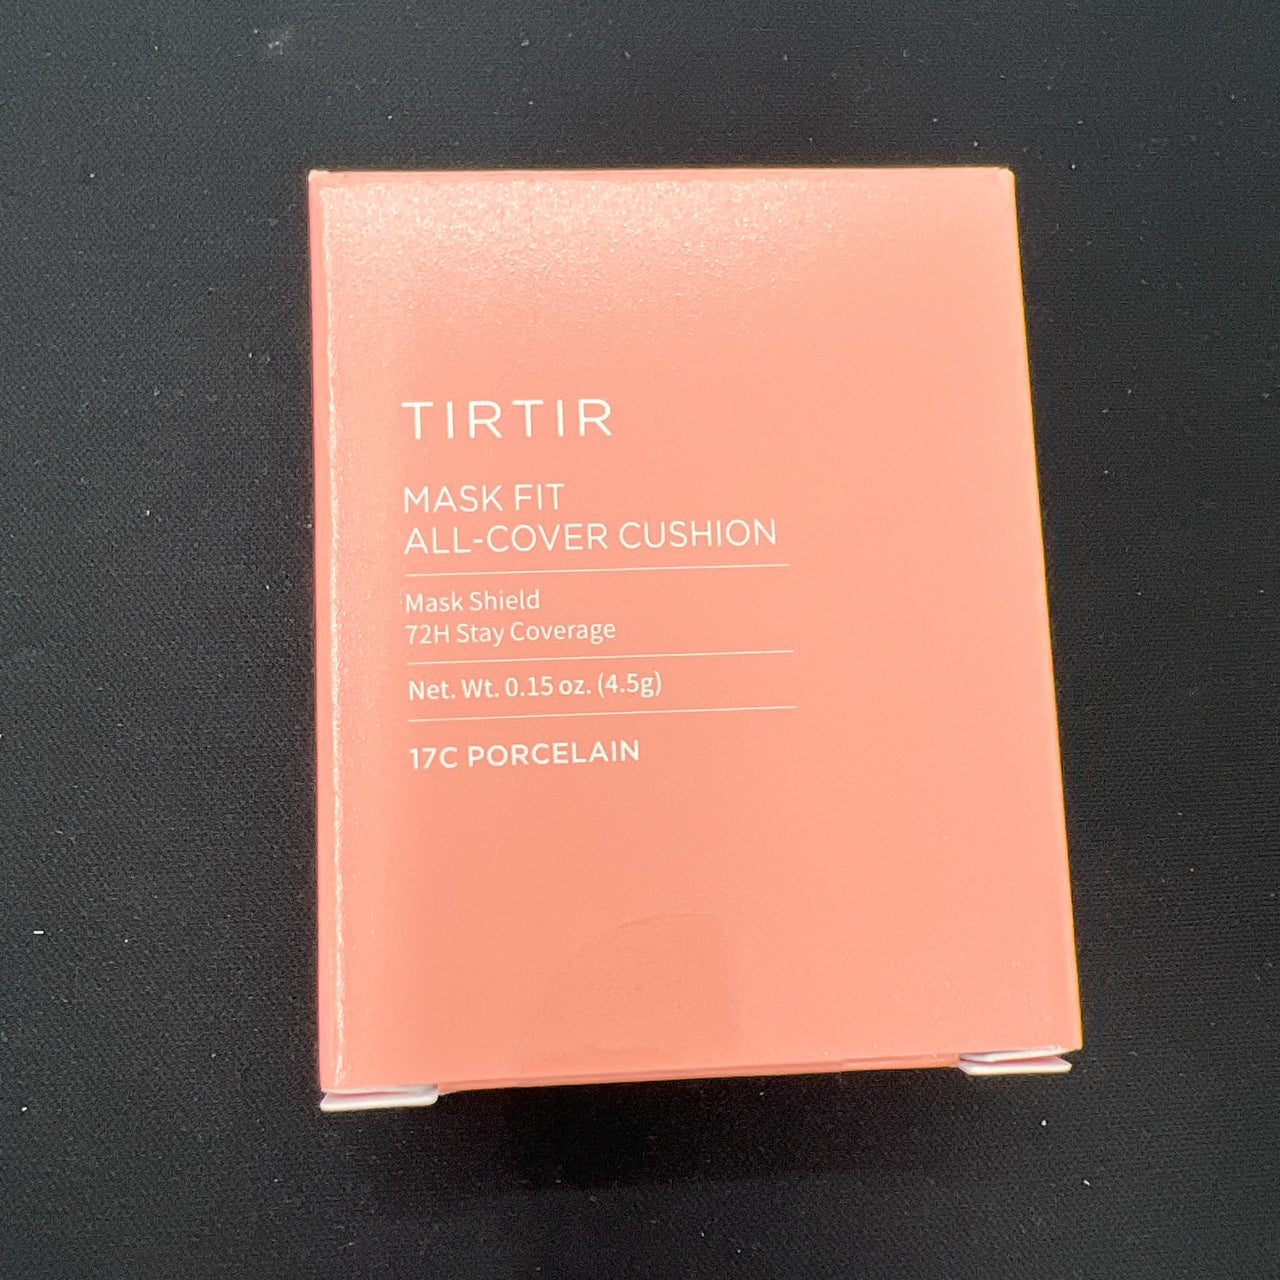 TIRTIR
MASK FIT
ALL-COVER CUSHION
Mask Shield
72H Stay Coverage
Net. Wt. 0.15 oz. (4.5g)
17C PORCELAIN